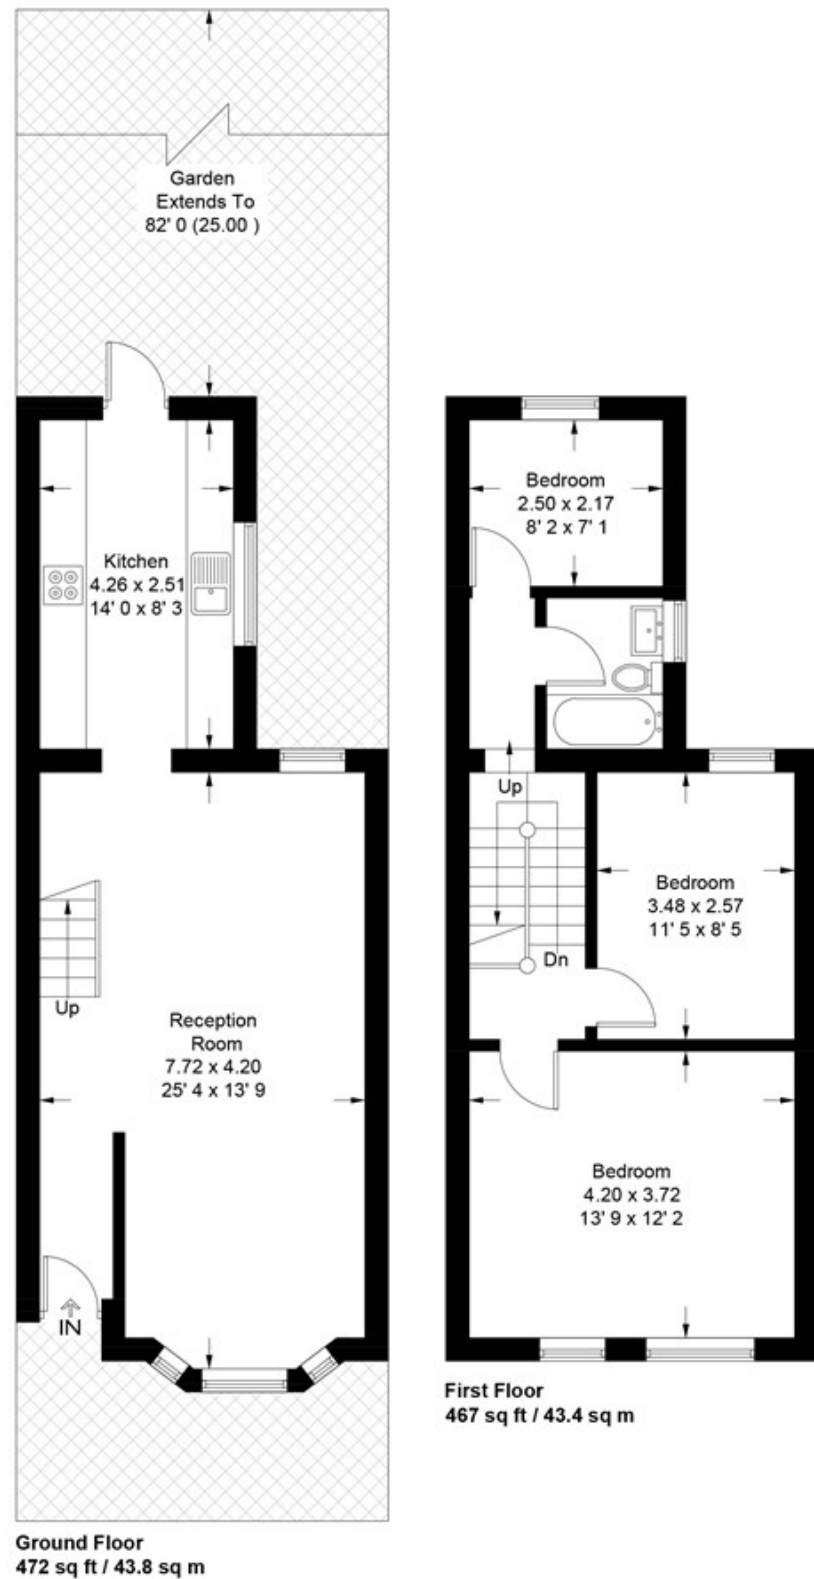 Garden
Extends To
82' 0 (25.00 )
Kitchen
4.26 x 2.51
14' 0 x 8' 3
Up
Reception
Room
7.72 x 4.20
25' 4 x 13' 9
IN
Ground Floor
472 sq ft / 43.8 sq m
Bedroom
2.50 x 2.17
8' 2 x 7' 1
Up
Dn
Bedroom
3.48 x 2.57
11' 5 x 8' 5
Bedroom
4.20 x 3.72
13' 9 x 12' 2
First Floor
467 sq ft / 43.4 sq m